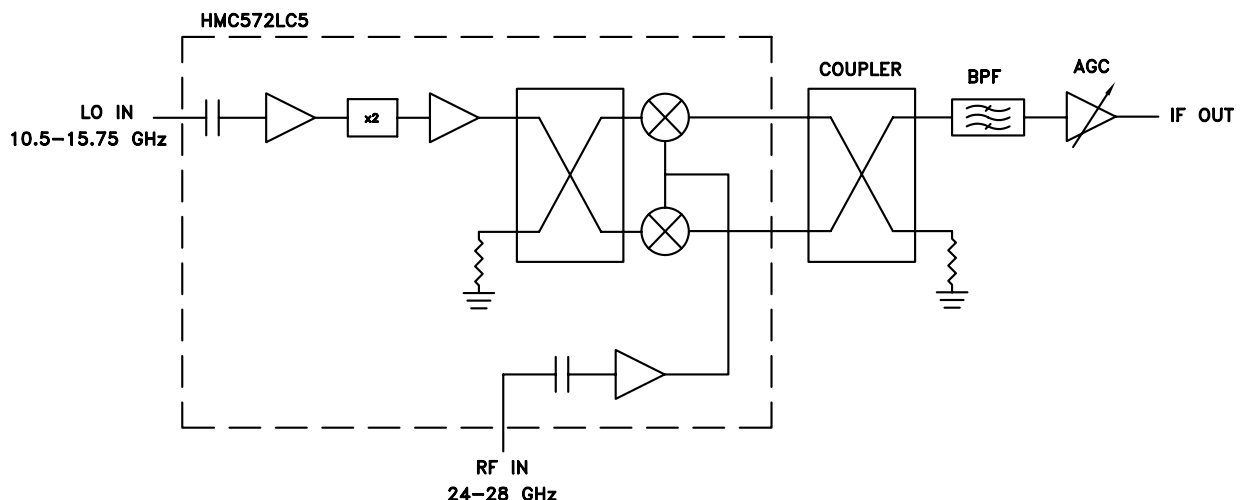 HMC572LC5
COUPLER
BPF
AGC
LO IN
10.5–15.75 GHz
x2
IF OUT
RF IN
24–28 GHz